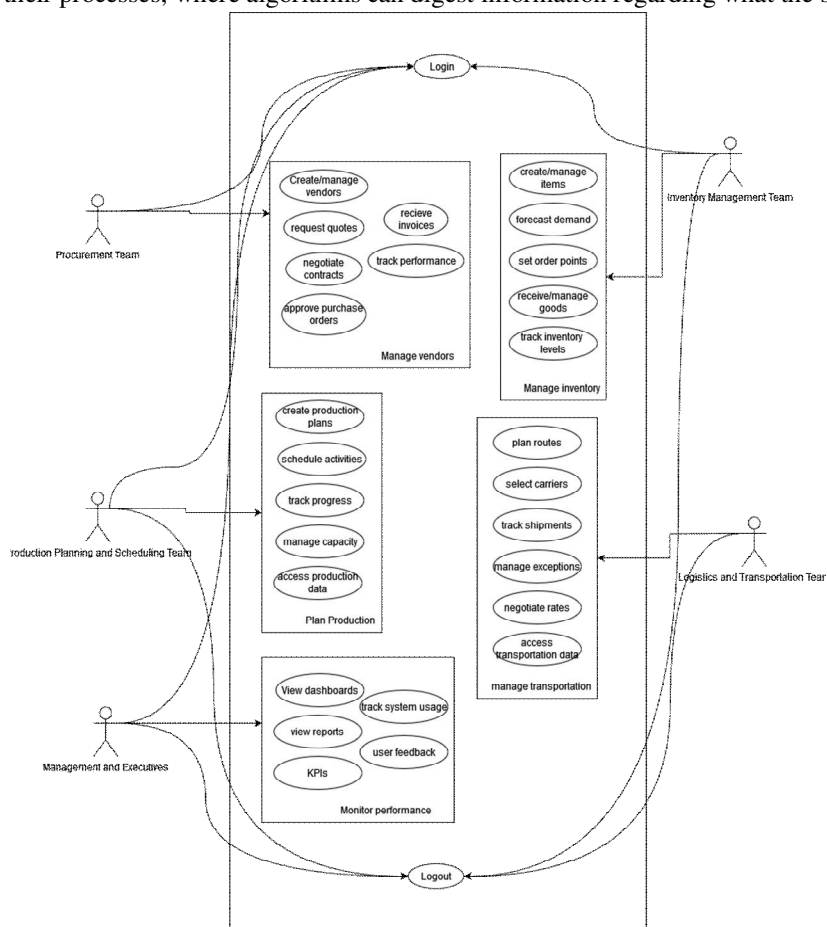 their processes, where algorithms can digest information regarding what the s
Login
Procurement Team
Create/manage
vendors
request quotes
negotiate
contracts
approve purchase
orders
recieve
invoices
track performance
Manage vendors
create/manage
items
forecast demand
set order points
receive/manage
goods
track inventory
levels
Manage inventory
Inventory Management Team
roduction Planning and Scheduling Team
create production
plans
schedule activities
track progress
manage capacity
access production
data
Plan Production
plan routes
select carriers
track shipments
manage exceptions
negotiate rates
access
transportation data
manage transportation
Logistics and Transportation Team
Management and Executives
View dashboards
view reports
KPIs
track system usage
user feedback
Monitor performance
Logout